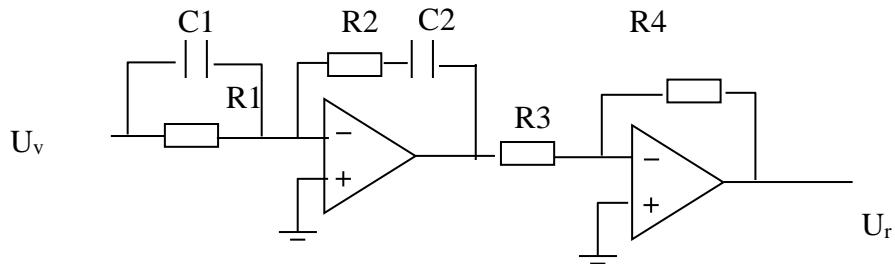 C1 R2 C2 R4
R1
R3
Uv
− −
+ +
Ur